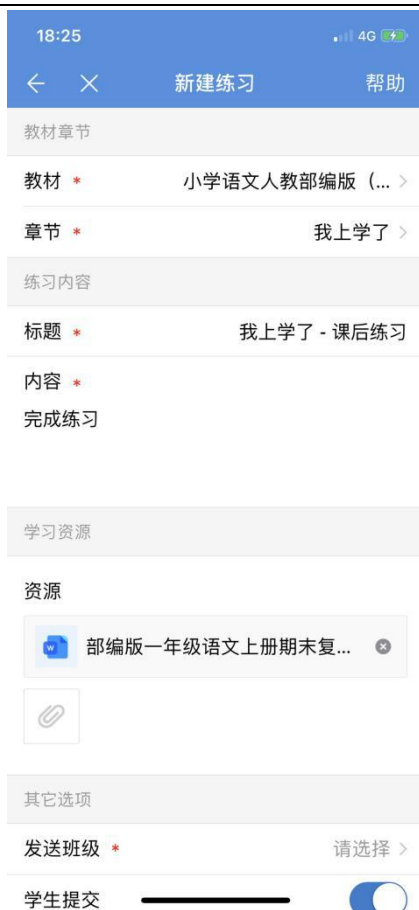 18:25 4G
新建练习 帮助
教材章节
教材 * 小学语文人教部编版（...
章节 * 我上学了
练习内容
标题 * 我上学了 - 课后练习
内容 *
完成练习
学习资源
资源
W 部编版一年级语文上册期末复...
其它选项
发送班级 * 请选择
学生提交